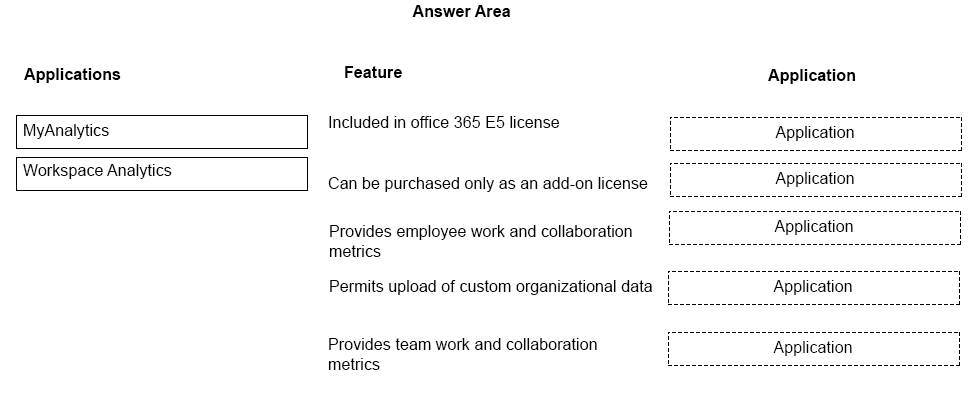 Answer Area
Applications
Feature
Application
MyAnalytics
Workspace Analytics
Included in office 365 E5 license
Application
Can be purchased only as an add-on license
Application
Provides employee work and collaboration
metrics
Application
Permits upload of custom organizational data
Application
Provides team work and collaboration
metrics
Application